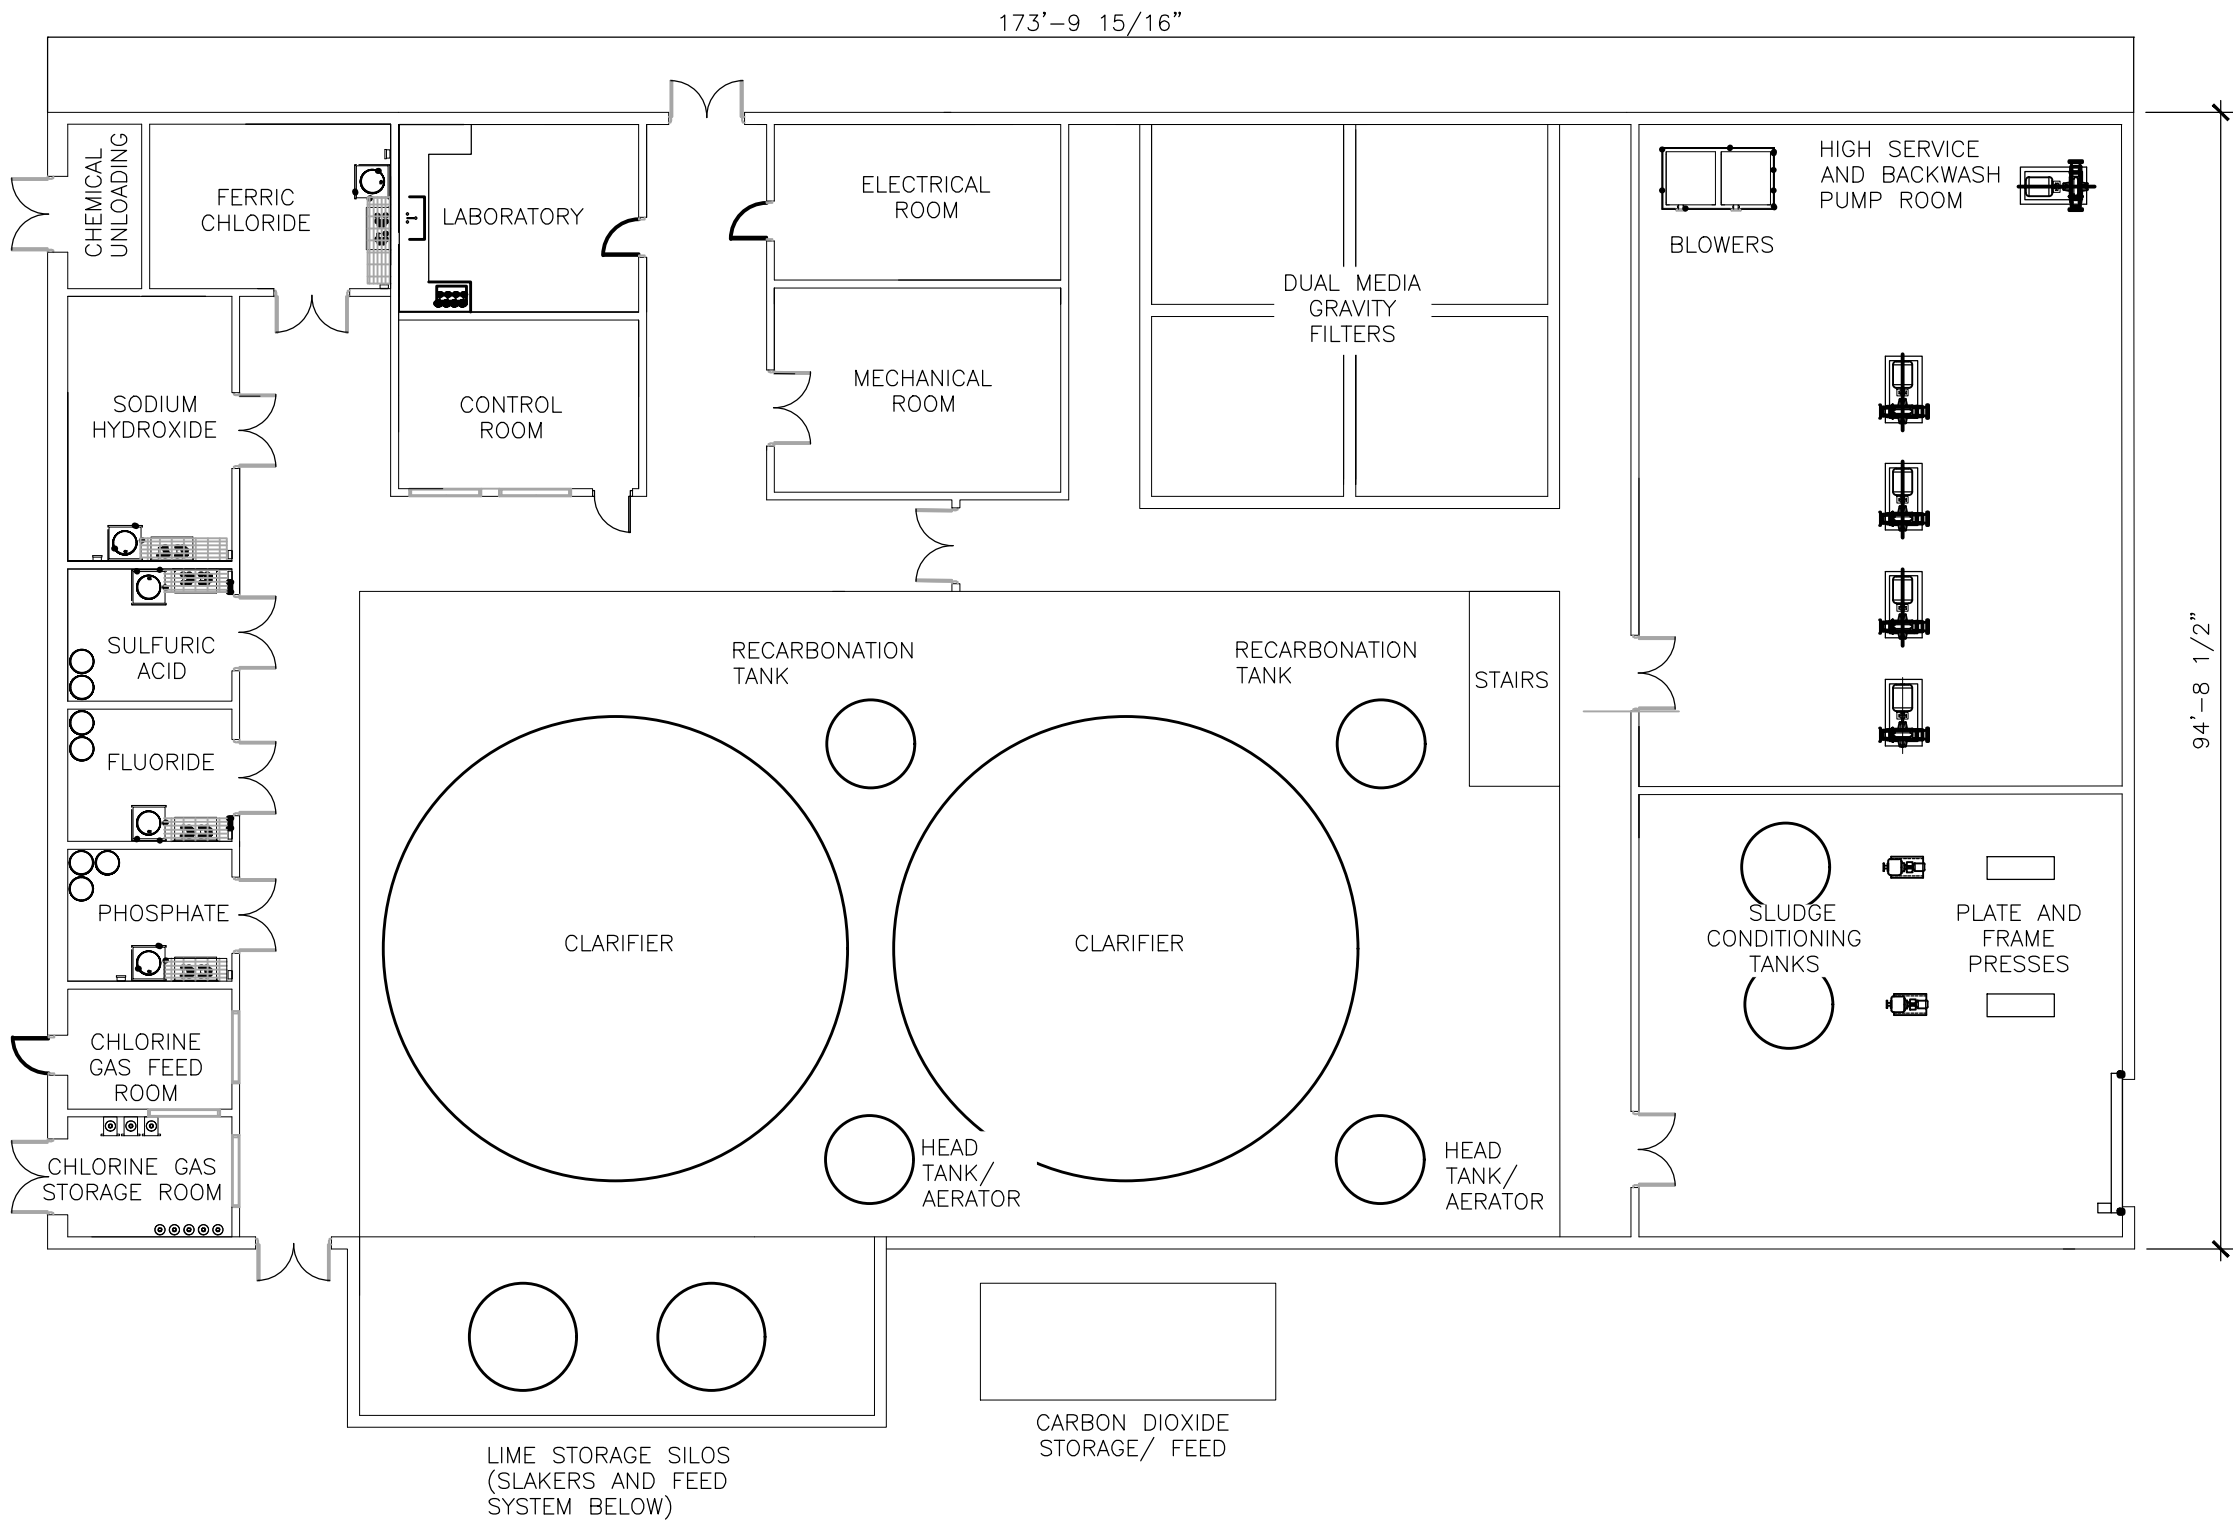 173'-9 15/16"
CHEMICAL
UNLOADING
FERRIC
CHLORIDE
LABORATORY
ELECTRICAL
ROOM
DUAL MEDIA
GRAVITY
FILTERS
HIGH SERVICE
AND BACKWASH
PUMP ROOM
BLOWERS
SODIUM
HYDROXIDE
CONTROL
ROOM
MECHANICAL
ROOM
SULFURIC
ACID
RECARBONATION
TANK
RECARBONATION
TANK
STAIRS
94'-8 1/2"
FLUORIDE
PHOSPHATE
CLARIFIER
CLARIFIER
SLUDGE
CONDITIONING
TANKS
PLATE AND
FRAME
PRESSES
CHLORINE
GAS FEED
ROOM
CHLORINE GAS
STORAGE ROOM
HEAD
TANK/
AERATOR
HEAD
TANK/
AERATOR
LIME STORAGE SILOS
(SLAKERS AND FEED
SYSTEM BELOW)
CARBON DIOXIDE
STORAGE/ FEED